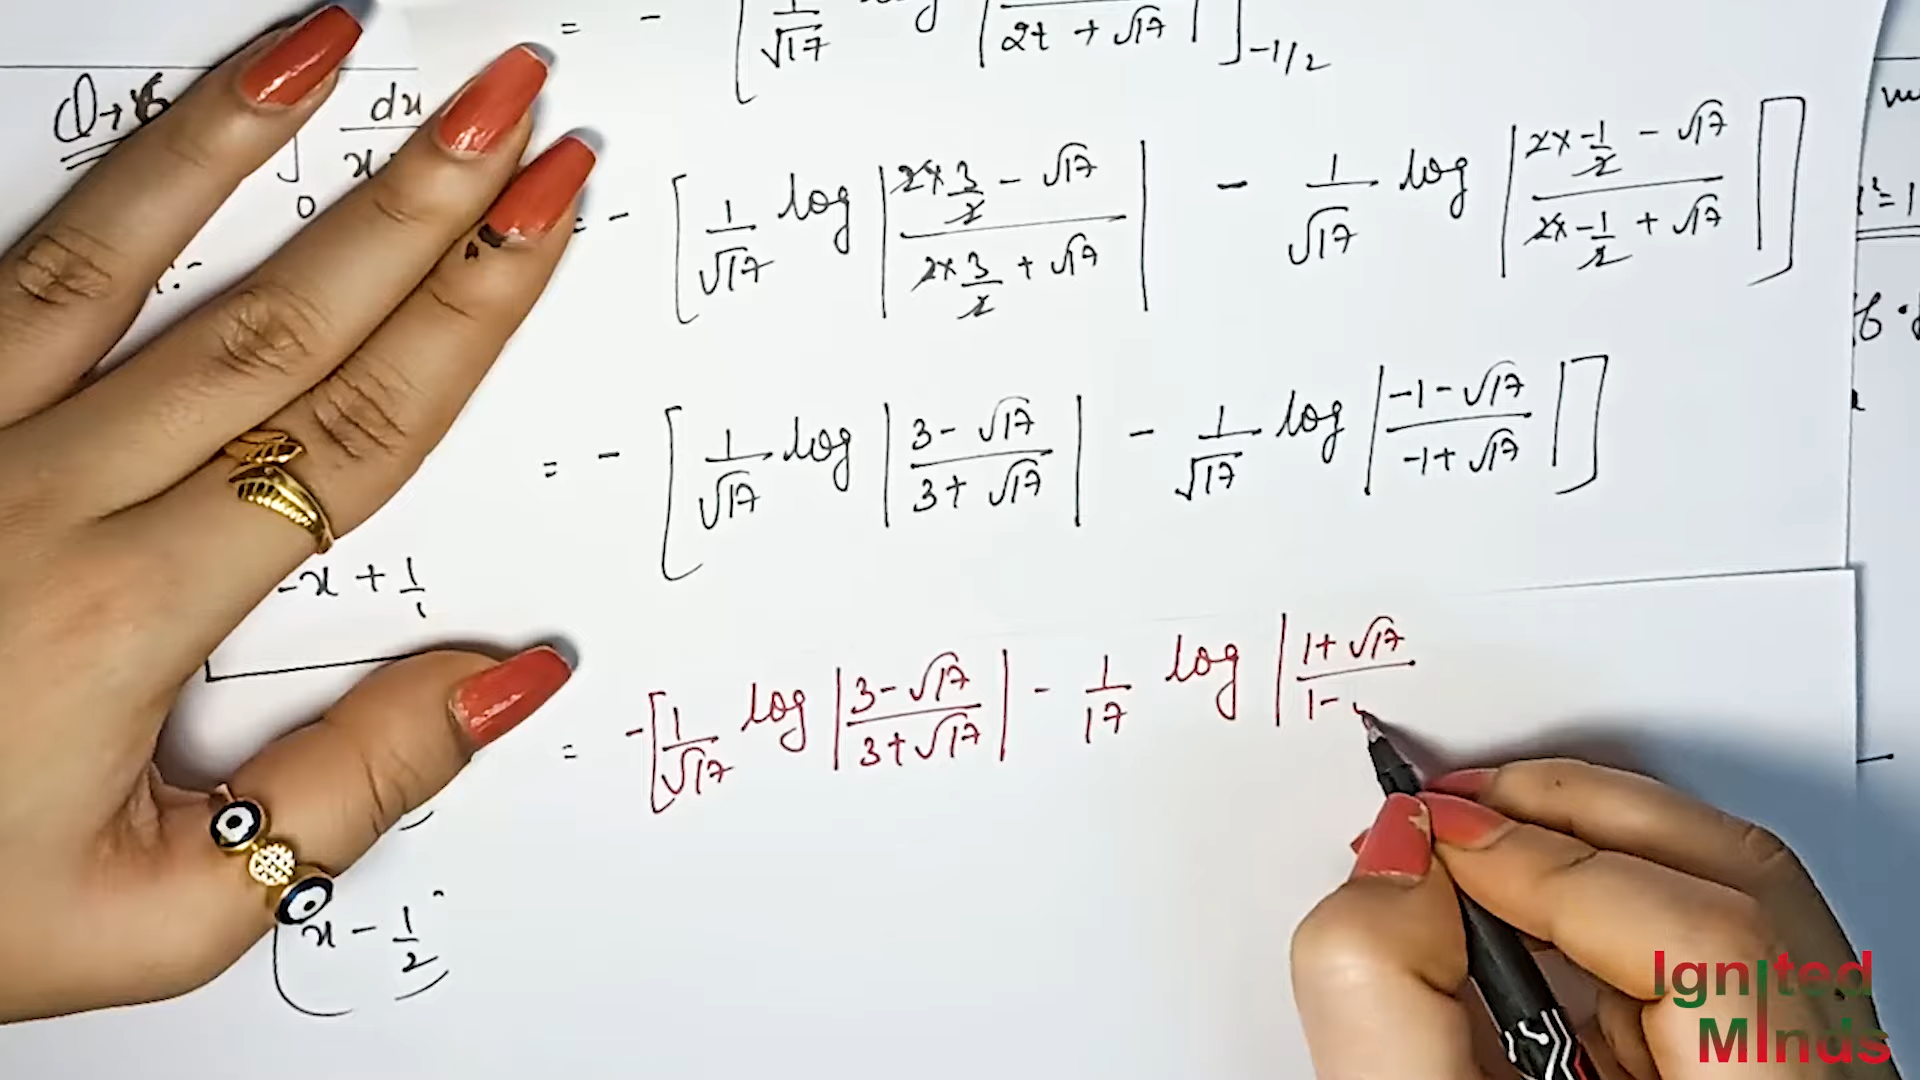 = - [ 1/√17 log | / 2t + √17 | ]₋₁/₂
Q→
∫₀ dx / x
= - [ 1/√17 log | 2×3/2 - √17 / 2×3/2 + √17 | - 1/√17 log | 2×-1/2 - √17 / 2×-1/2 + √17 | ]
= - [ 1/√17 log | 3 - √17 / 3 + √17 | - 1/√17 log | -1 - √17 / -1 + √17 | ]
-x + 1/
= -[ 1/√17 log | 3 - √17 / 3 + √17 | - 1/17 log | 1 + √17 / 1 -
( x - 1/2 )
Ignited
Minds